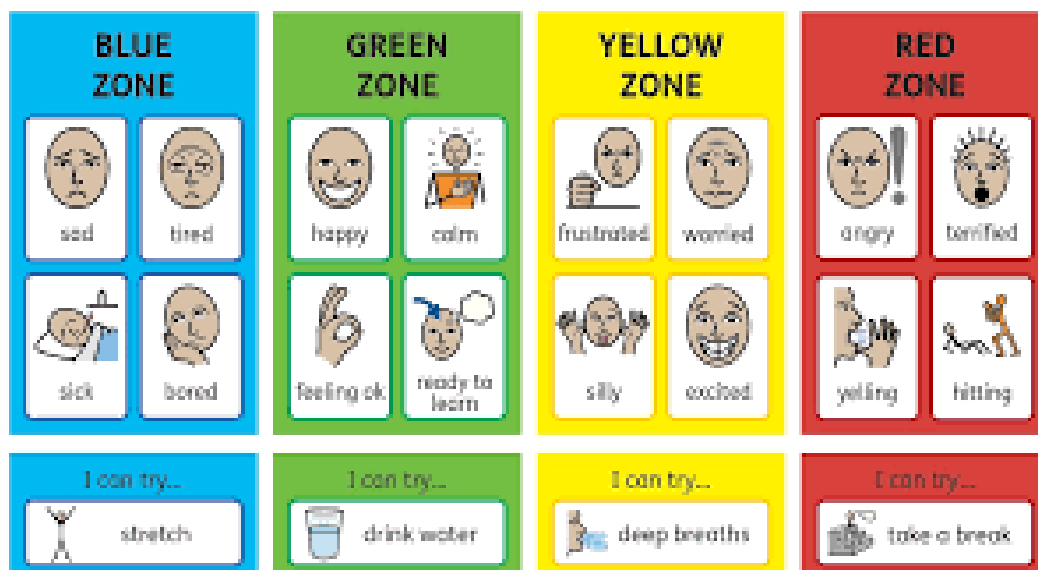 BLUE
ZONE
sad
tired
sick
bored
I can try...
stretch
GREEN
ZONE
happy
calm
feeling ok
ready to
learn
I can try...
drink water
YELLOW
ZONE
frustrated
worried
silly
excited
I can try...
deep breaths
RED
ZONE
angry
terrified
yelling
hitting
I can try...
take a break